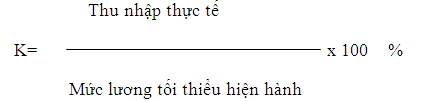 Thu nhập thực tế
K= x 100 %
Mức lương tối thiểu hiện hành